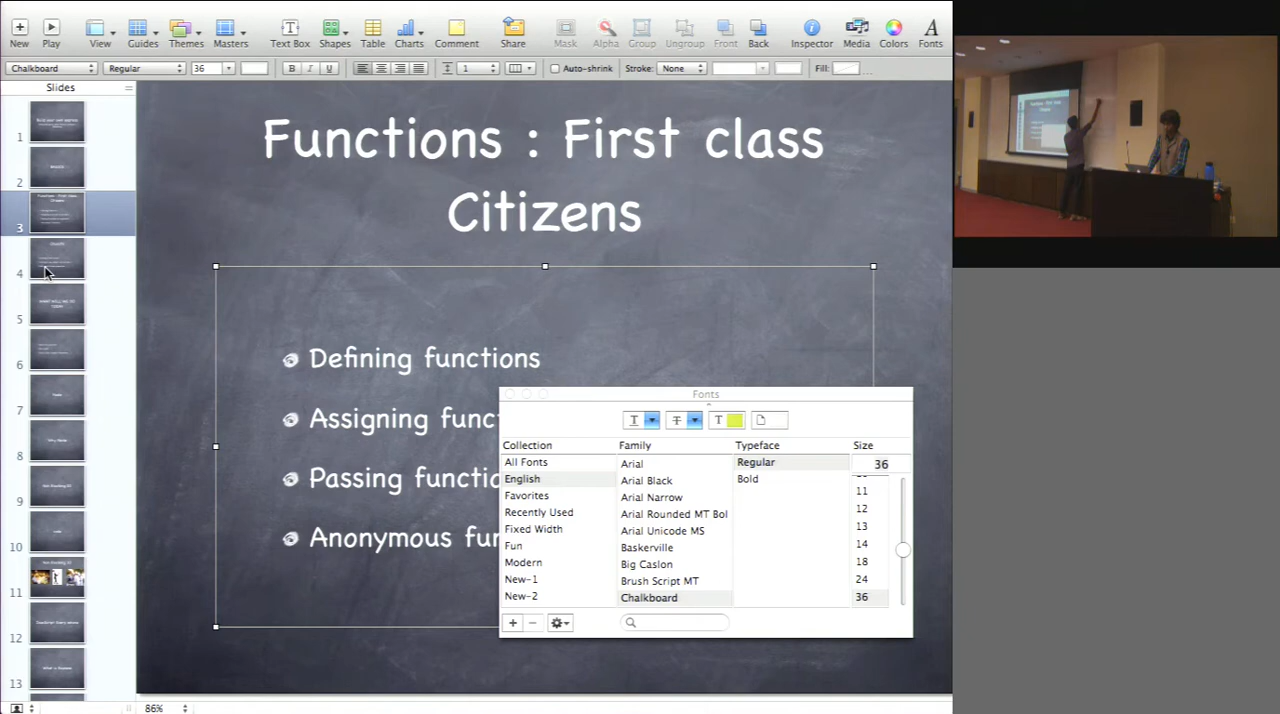 New Play View Guides Themes Masters Text Box Shapes Table Charts Comment Share Mask Alpha Group Ungroup Front Back Inspector Media Colors Fonts
Chalkboard Regular 36 B I U 1 Auto-shrink Stroke: None Fill:
Slides
1
2
3
4
5
6
7
8
9
10
11
12
13
Functions : First class
Citizens
Defining functions
Assigning funct
Passing functio
Anonymous fun
Fonts
T T T
Collection Family Typeface Size
All Fonts Arial Regular 36
English Arial Black Bold
Favorites Arial Narrow 11
Recently Used Arial Rounded MT Bol 12
Fixed Width Arial Unicode MS 13
Fun Baskerville 14
Modern Big Caslon 18
New-1 Brush Script MT 24
New-2 Chalkboard 36
86%